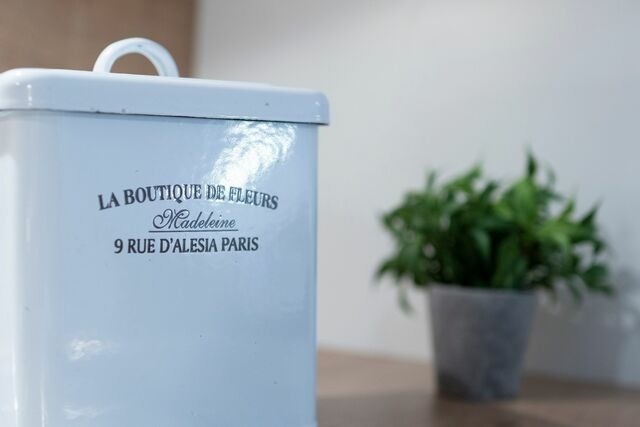 LA BOUTIQUE DE FLEURS
Madeleine
9 RUE D'ALESIA PARIS